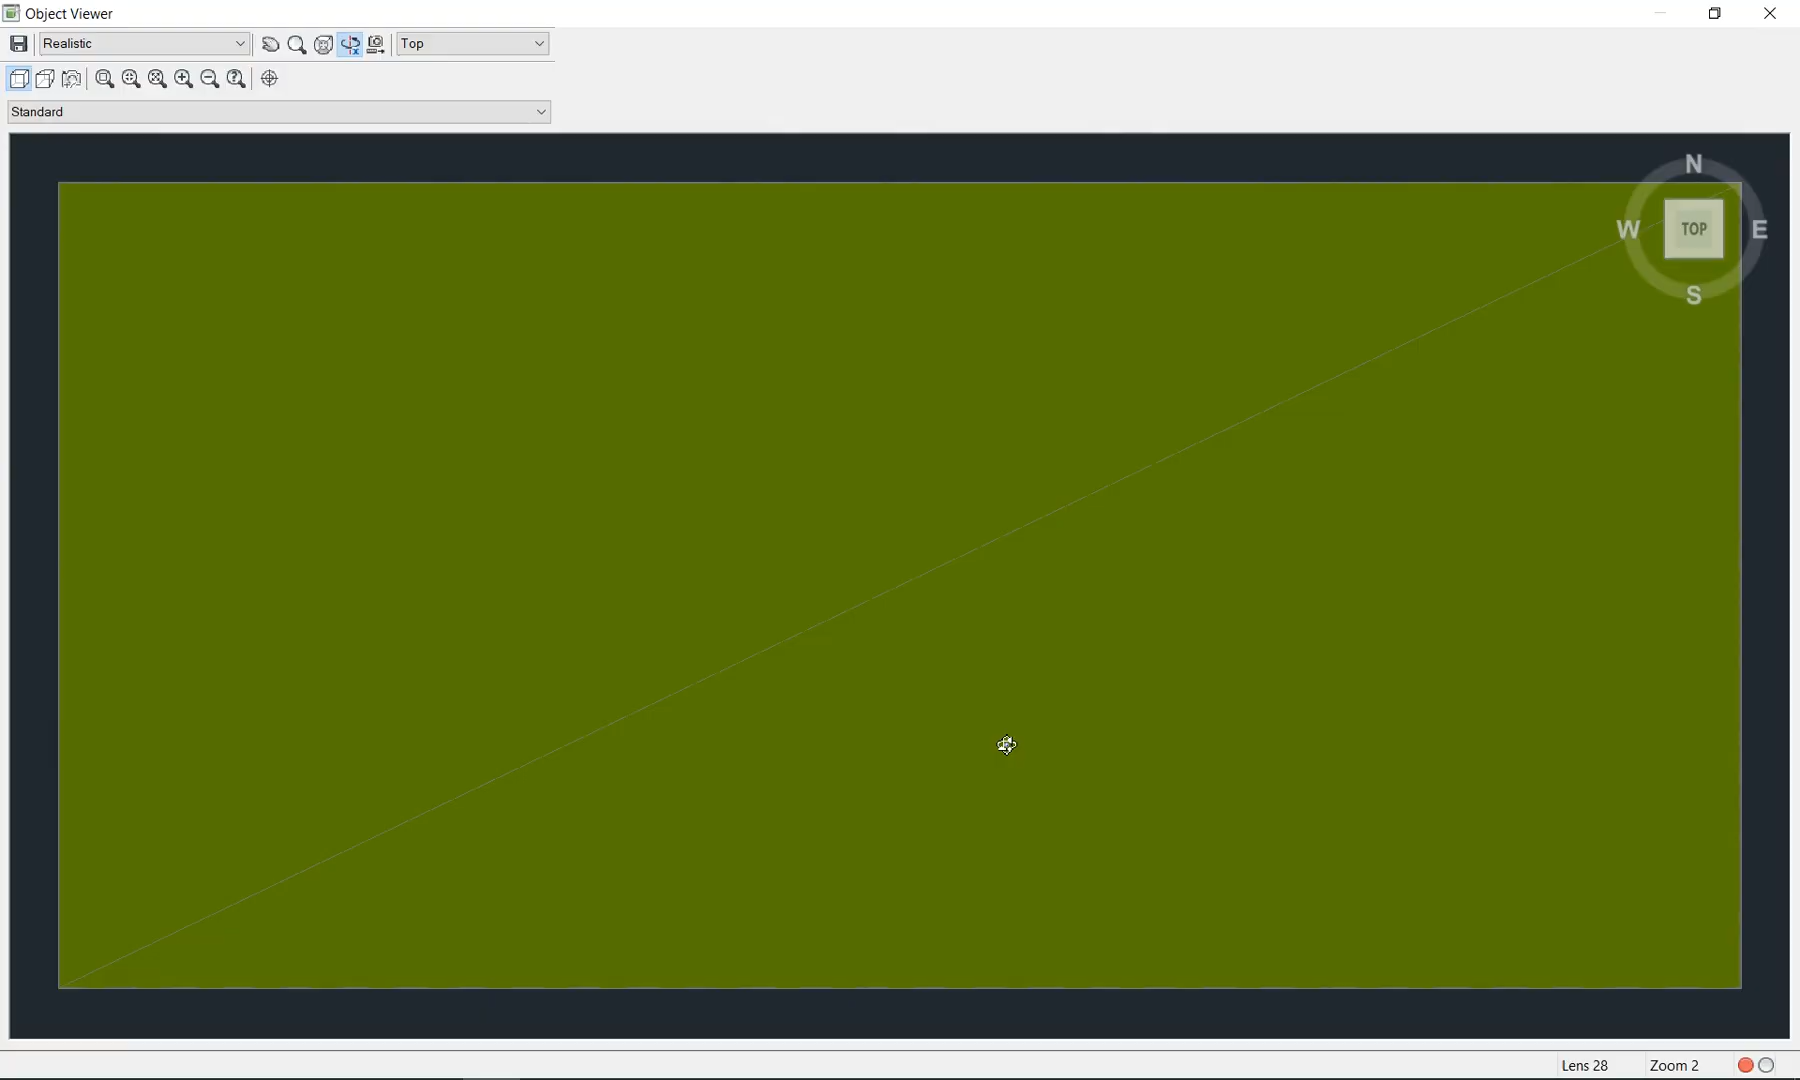 Object Viewer
Realistic
Top
Standard
N
W
TOP
E
S
Lens 28
Zoom 2